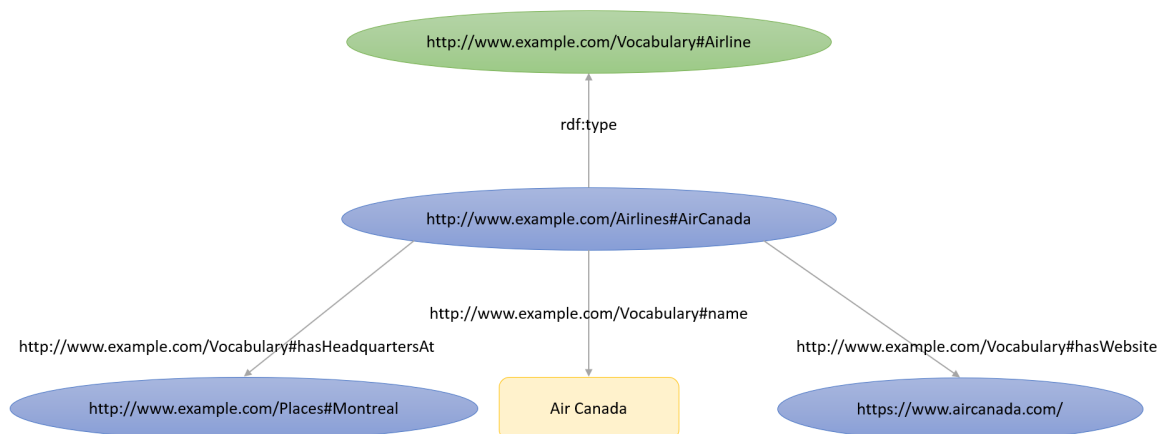 http://www.example.com/Vocabulary#Airline
rdf:type
http://www.example.com/Airlines#AirCanada
http://www.example.com/Vocabulary#name
http://www.example.com/Vocabulary#hasHeadquartersAt
http://www.example.com/Vocabulary#hasWebsite
http://www.example.com/Places#Montreal
Air Canada
https://www.aircanada.com/